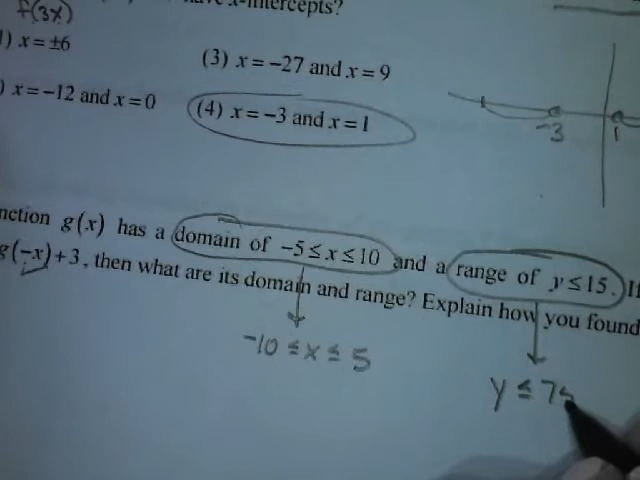 f(3x)
x-intercepts?
) x = ±6
(3) x = -27 and x = 9
) x = -12 and x = 0
(4) x = -3 and x = 1
-3 1
nction g(x) has a domain of -5 ≤ x ≤ 10 and a range of y ≤ 15. If
g(-x)+3, then what are its domain and range? Explain how you found
-10 ≤ x ≤ 5
y ≤ 75